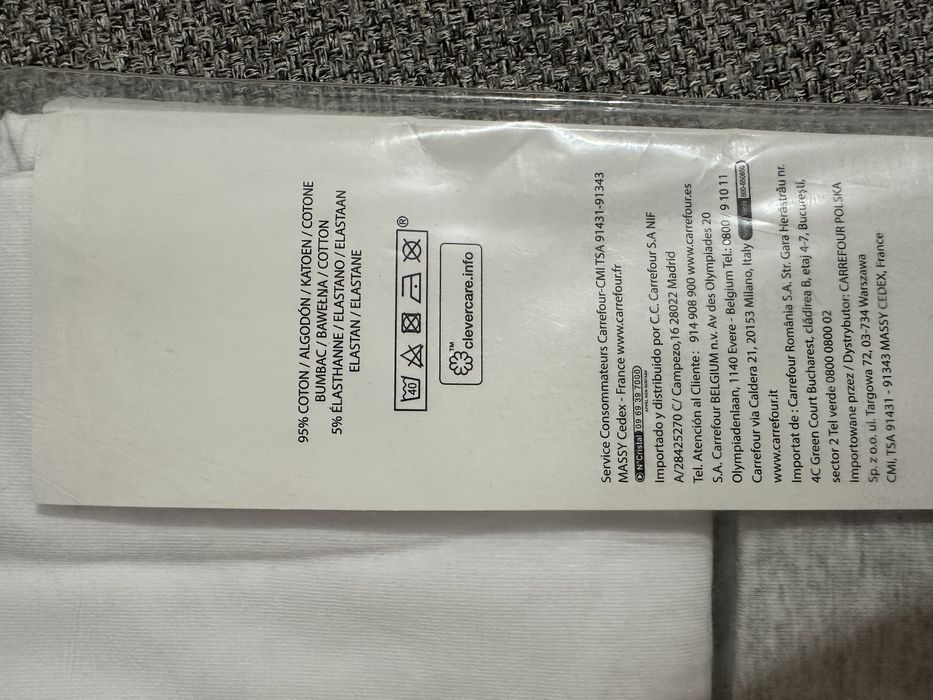 95% COTTON / ALGODÓN / KATOEN / COTONE
BUMBAC / BAWEŁNA / COTTON
5% ÉLASTHANNE / ELASTANO / ELASTAAN
ELASTAN / ELASTANE
40
®
™
clevercare.info
Service Consommateurs Carrefour-CMI TSA 91431-91343
MASSY Cedex - France www.carrefour.fr
N°Cristal 09 69 39 7000
APPEL NON SURTAXÉ
Importado y distribuido por C.C. Carrefour S.A NIF
A/28425270 C/ Campezo,16 28022 Madrid
Tel. Atención al Cliente: 914 908 900 www.carrefour.es
S.A. Carrefour BELGIUM n.v. Av des Olympiades 20
Olympiadenlaan, 1140 Evere - Belgium Tel.: 0800 / 9 10 11
Carrefour via Caldera 21, 20153 Milano, Italy
www.carrefour.it
Importat de : Carrefour România S.A. Str. Gara Herăstrău nr.
4C Green Court Bucharest, clădirea B, etaj 4-7, București,
sector 2 Tel verde 0800 0800 02
Importowane przez / Dystrybutor: CARREFOUR POLSKA
Sp. z o.o. ul. Targowa 72, 03-734 Warszawa
CMI, TSA 91431 - 91343 MASSY CEDEX, France